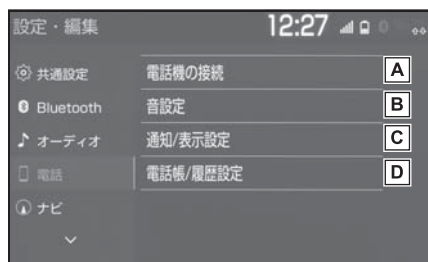 設定・編集 12:27
共通設定 電話機の接続 A
Bluetooth 音設定 B
オーディオ 通知/表示設定 C
電話 電話帳/履歴設定 D
ナビ